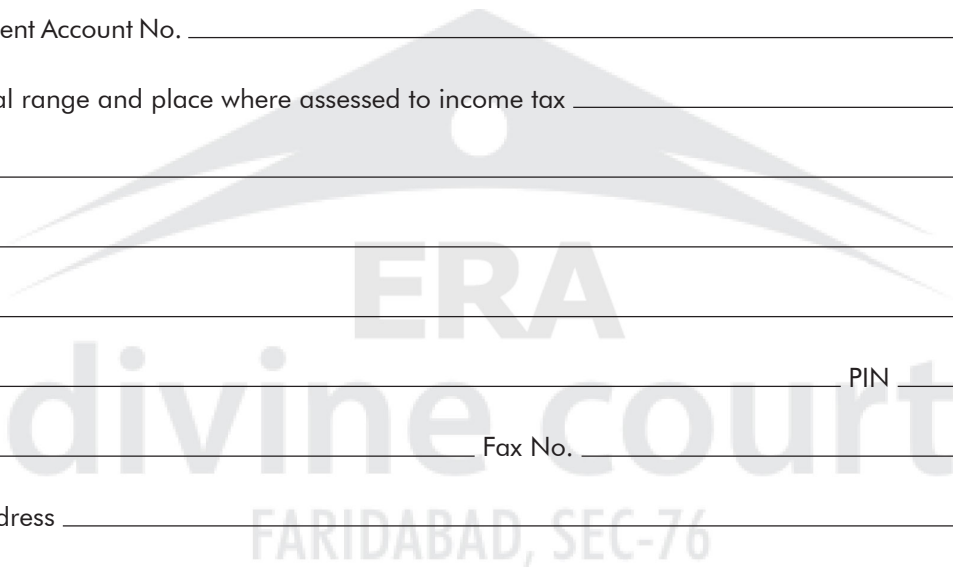 ent Account No.
al range and place where assessed to income tax
ERA
PIN
divine court
Fax No.
dress
FARIDABAD, SEC-76